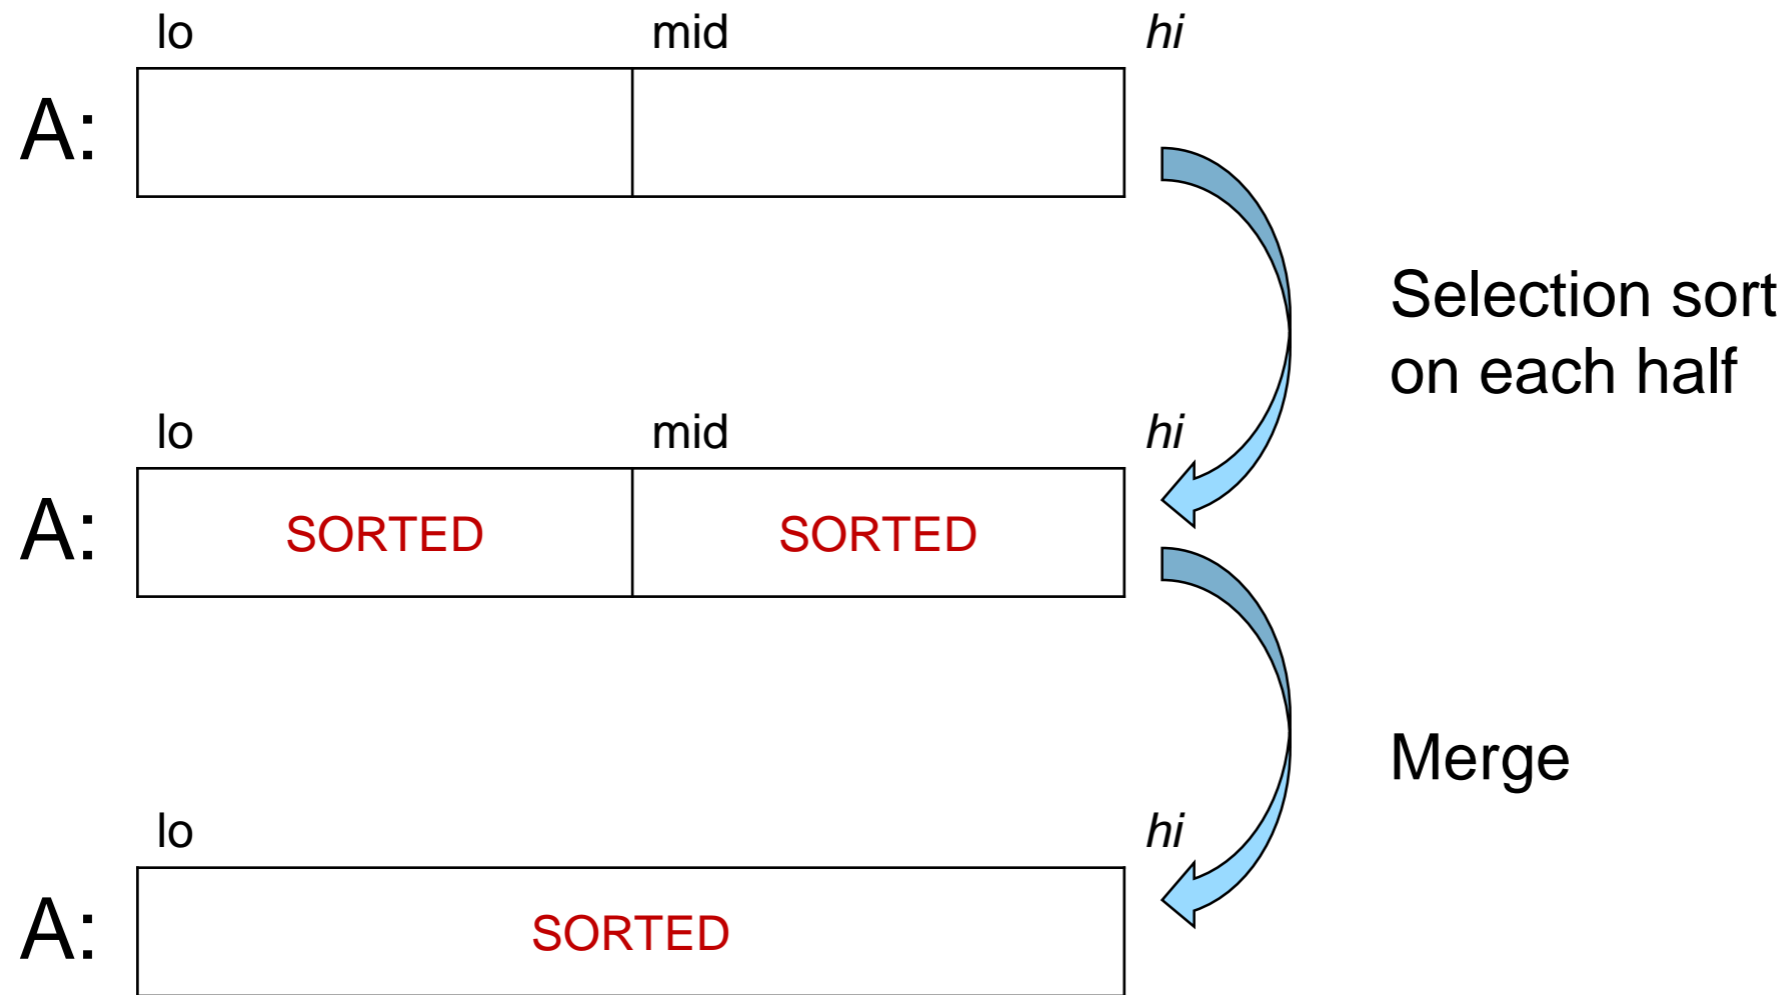 lo mid hi
A:
Selection sort
on each half
lo mid hi
A: SORTED SORTED
Merge
lo hi
A: SORTED